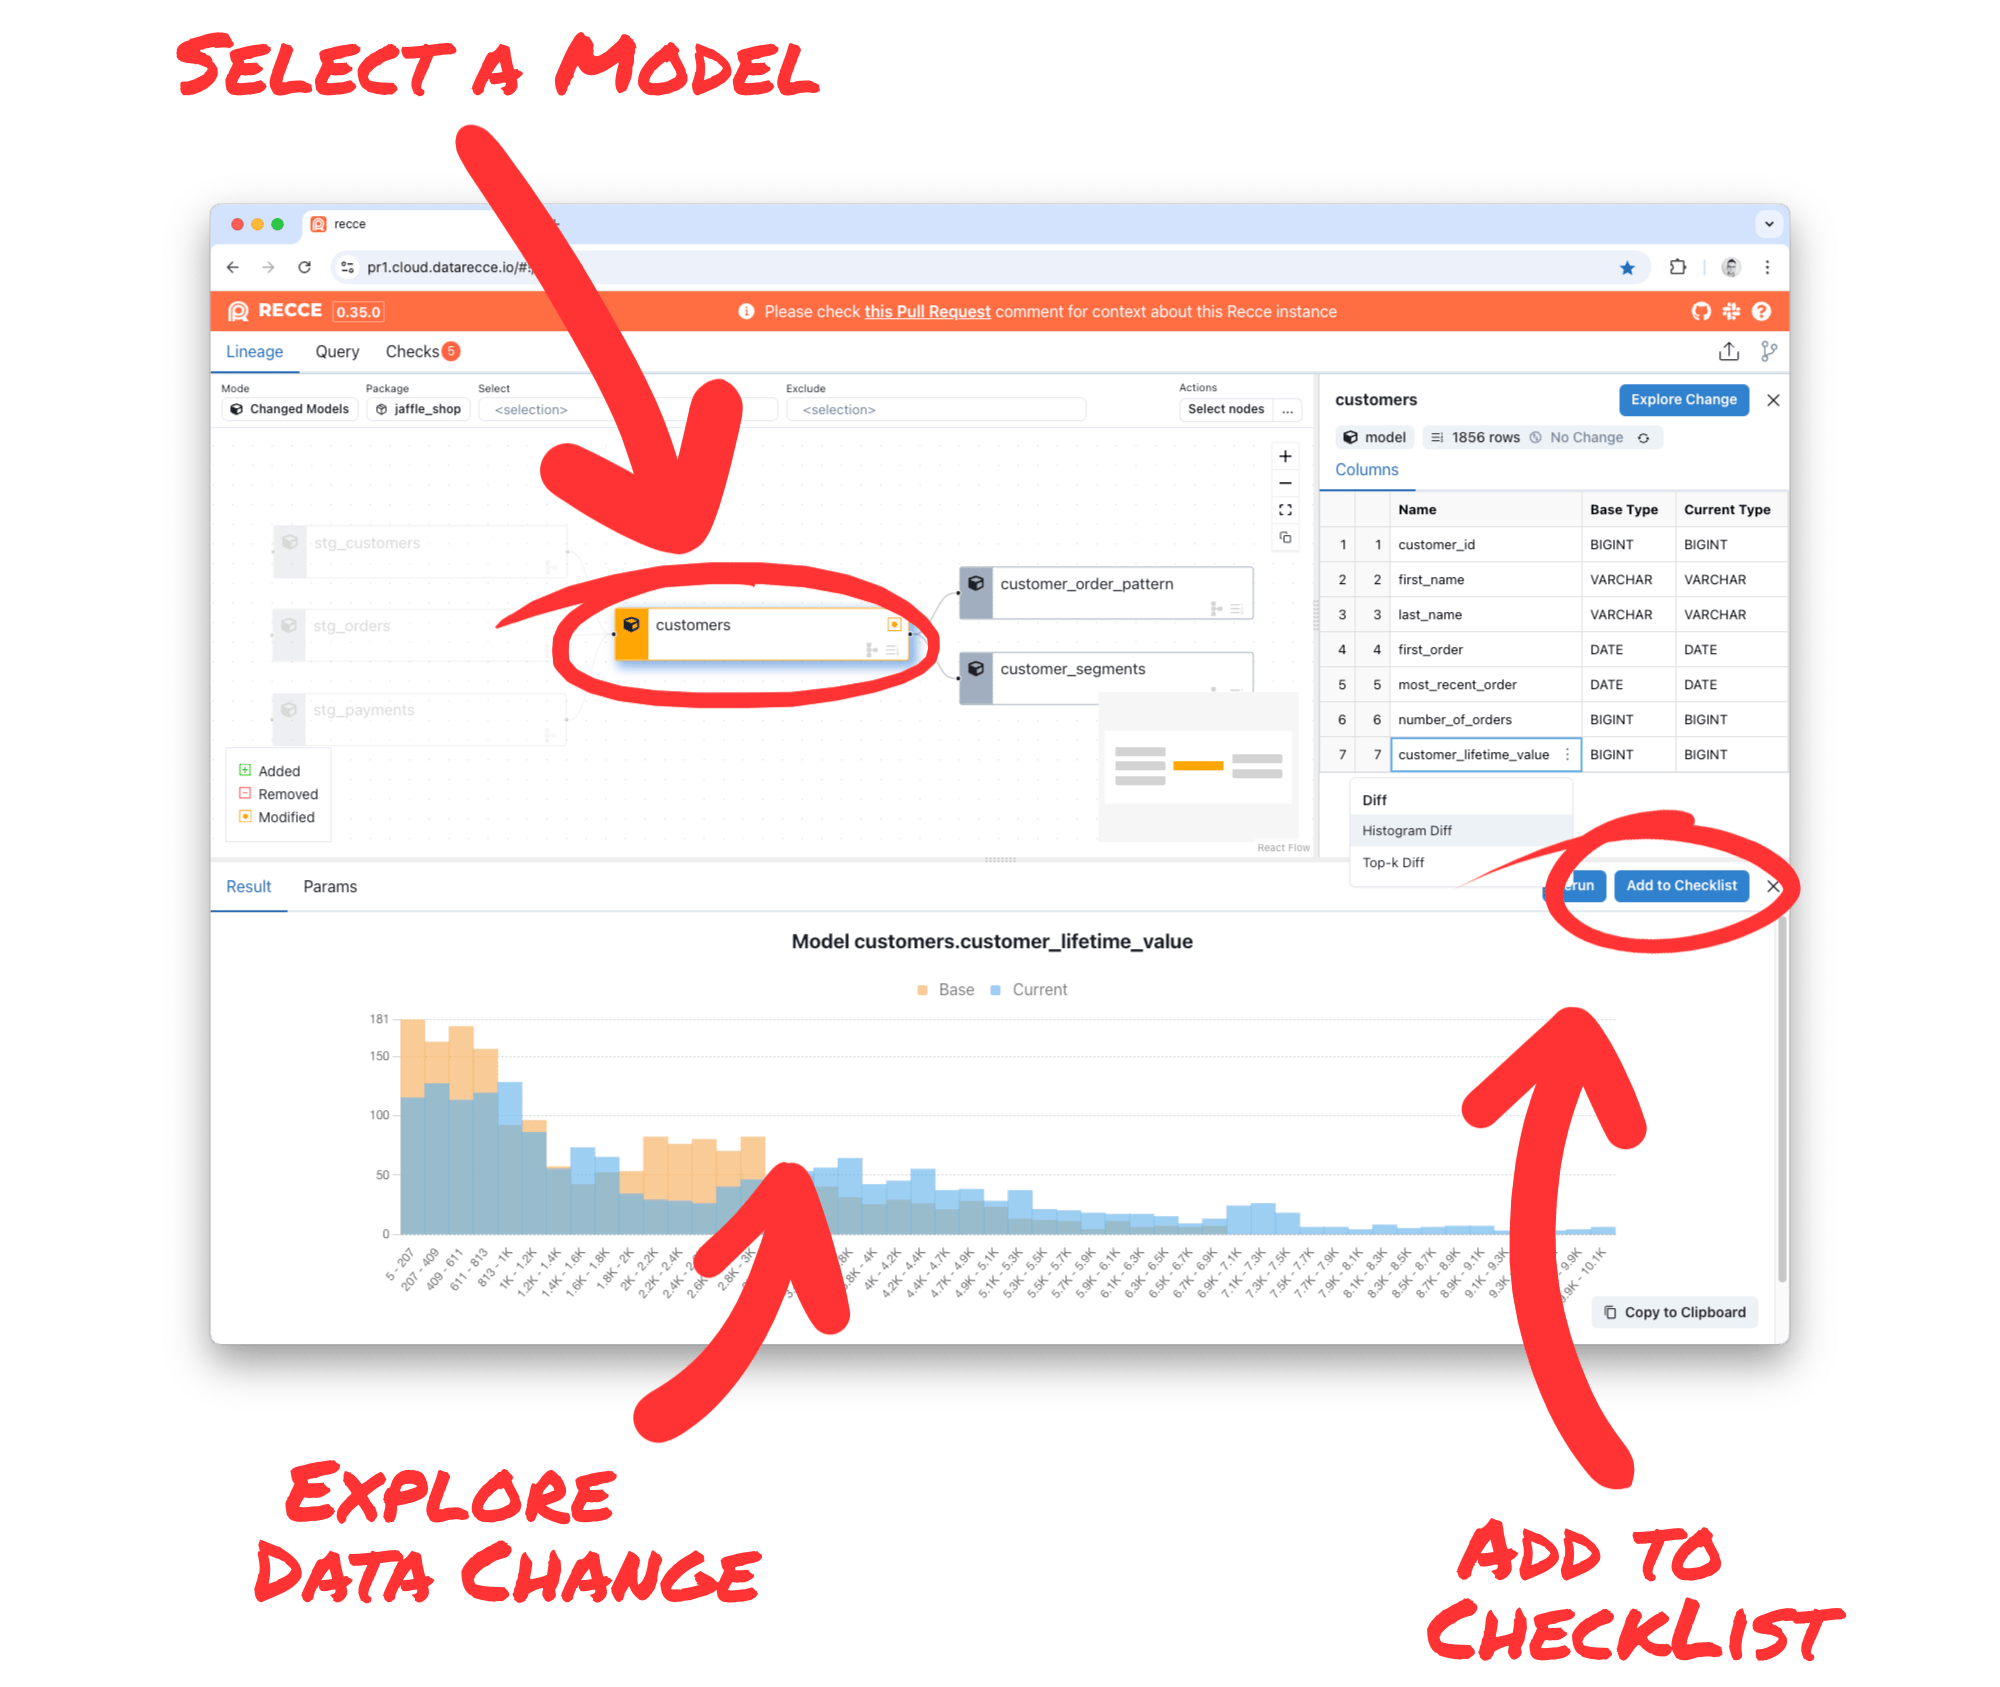 SELECT A MODEL
recce
pr1.cloud.datarecce.io/#!
RECCE 0.35.0 Please check this Pull Request comment for context about this Recce instance
Lineage Query Checks 5
Mode Package Select Exclude Actions
Changed Models jaffle_shop <selection> <selection> Select nodes ...
customers Explore Change
model 1856 rows No Change
Columns
Name Base Type Current Type
1 1 customer_id BIGINT BIGINT
2 2 first_name VARCHAR VARCHAR
3 3 last_name VARCHAR VARCHAR
4 4 first_order DATE DATE
5 5 most_recent_order DATE DATE
6 6 number_of_orders BIGINT BIGINT
7 7 customer_lifetime_value BIGINT BIGINT
Diff
Histogram Diff
Top-k Diff
stg_customers
stg_orders
stg_payments
customers
customer_order_pattern
customer_segments
Added
Removed
Modified
React Flow
Result Params Add to Checklist
Model customers.customer_lifetime_value
Base Current
181
150
100
50
0
5 - 207
207 - 409
409 - 611
611 - 813
813 - 1K
1K - 1.2K
1.2K - 1.4K
1.4K - 1.6K
1.6K - 1.8K
1.8K - 2K
2K - 2.2K
2.2K - 2.4K
2.8K - 3K
4K - 4.2K
4.2K - 4.4K
4.4K - 4.7K
4.7K - 4.9K
4.9K - 5.1K
5.1K - 5.3K
5.3K - 5.5K
5.5K - 5.7K
5.7K - 5.9K
5.9K - 6.1K
6.1K - 6.3K
6.3K - 6.5K
6.5K - 6.7K
6.7K - 6.9K
6.9K - 7.1K
7.1K - 7.3K
7.3K - 7.5K
7.5K - 7.7K
7.7K - 7.9K
7.9K - 8.1K
8.1K - 8.3K
8.3K - 8.5K
8.5K - 8.7K
8.7K - 8.9K
8.9K - 9.1K
9.1K - 9.3K
9.9K - 10.1K
Copy to Clipboard
EXPLORE
DATA CHANGE
ADD TO
CHECKLIST